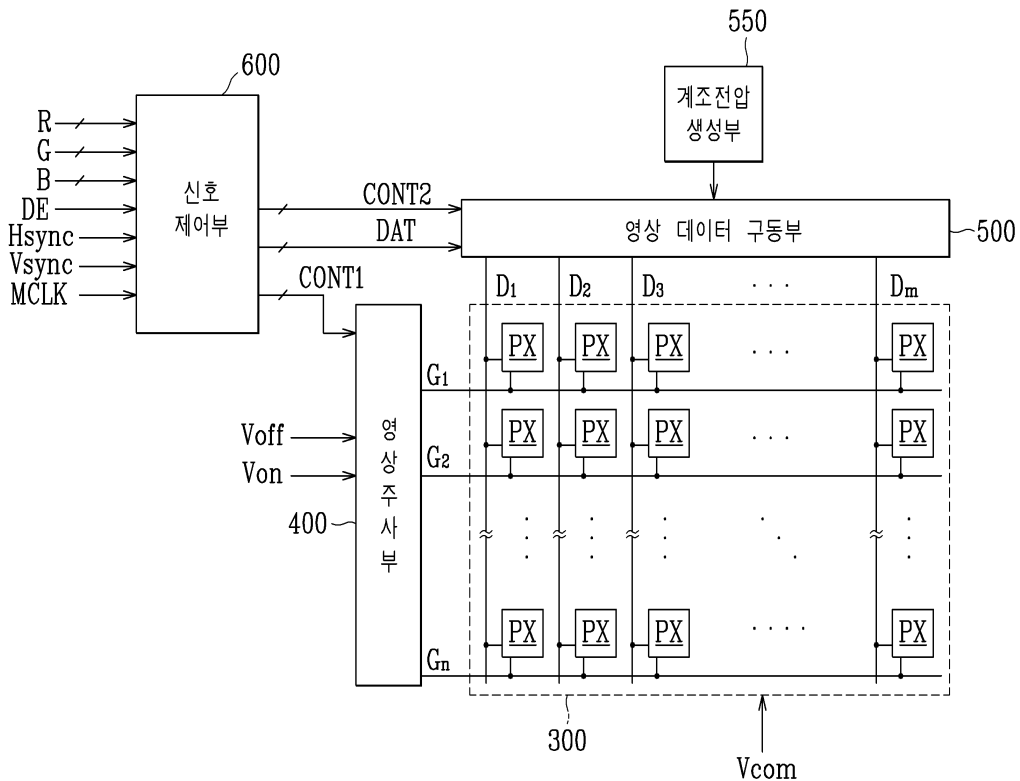 550
600
계조전압
생성부
R
G
B
DE
Hsync
Vsync
MCLK
신호
제어부
CONT2
DAT
CONT1
영상 데이터 구동부
500
D1 D2 D3 · · · Dm
PX PX PX · · · PX
G1
PX PX PX · · · PX
G2
Voff
Von
400
영
상
주
사
부
PX PX PX · · · · PX
Gn
300
Vcom